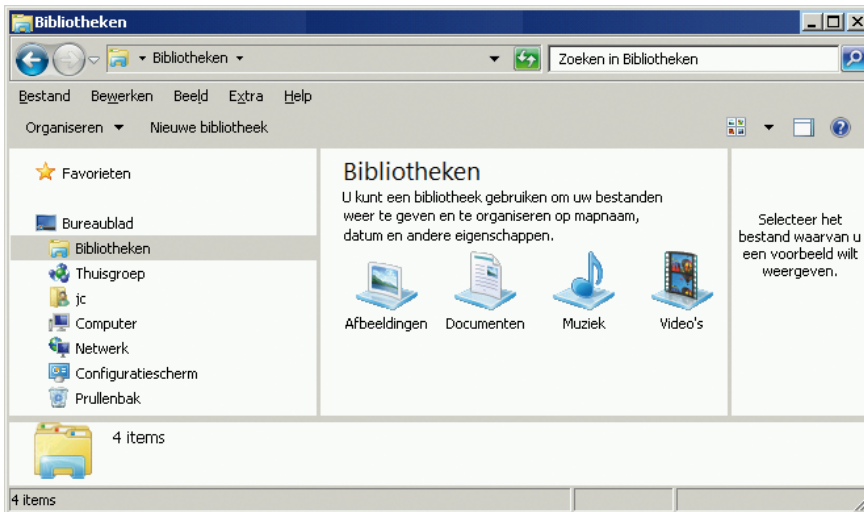 Bibliotheken
Bibliotheken
Zoeken in Bibliotheken
Bestand Bewerken Beeld Extra Help
Organiseren Nieuwe bibliotheek
Favorieten
Bureaublad
Bibliotheken
Thuisgroep
jc
Computer
Netwerk
Configuratiescherm
Prullenbak
Bibliotheken
U kunt een bibliotheek gebruiken om uw bestanden
weer te geven en te organiseren op mapnaam,
datum en andere eigenschappen.
Afbeeldingen Documenten Muziek Video's
Selecteer het
bestand waarvan u
een voorbeeld wilt
weergeven.
4 items
4 items